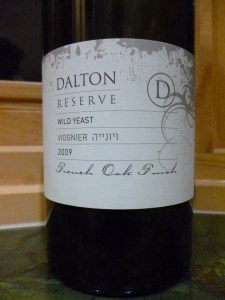 DALTON
D
RESERVE
WILD YEAST
VIOGNIER ויונייה
2009
French Oak Finish